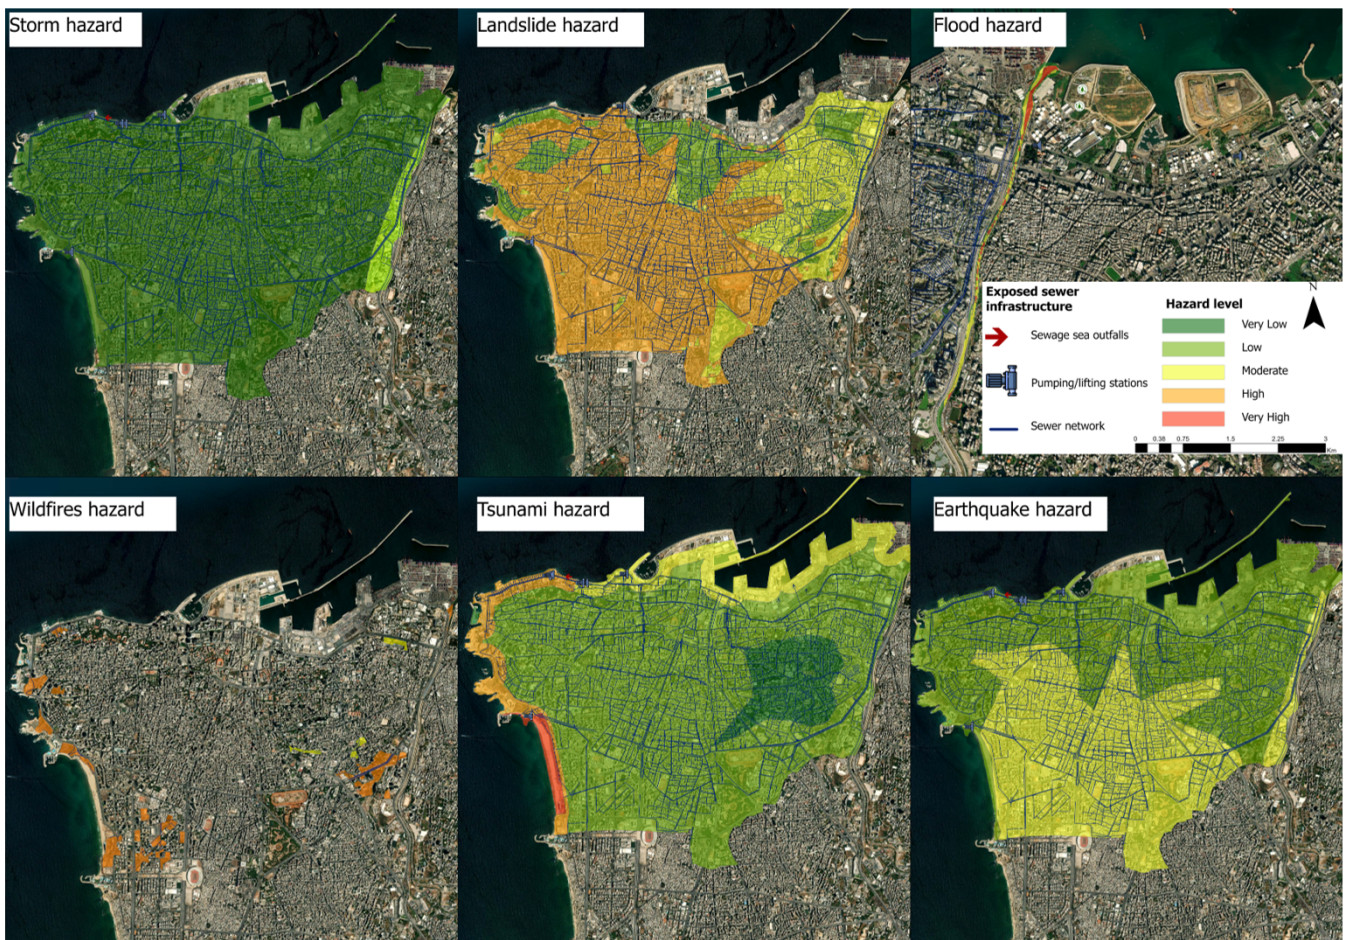 Storm hazard
Landslide hazard
Flood hazard
Exposed sewer
infrastructure
Sewage sea outfalls
Pumping/lifting stations
Sewer network
Hazard level
Very Low
Low
Moderate
High
Very High
N
0 0.38 0.75 1.5 2.25 3
Km
Wildfires hazard
Tsunami hazard
Earthquake hazard